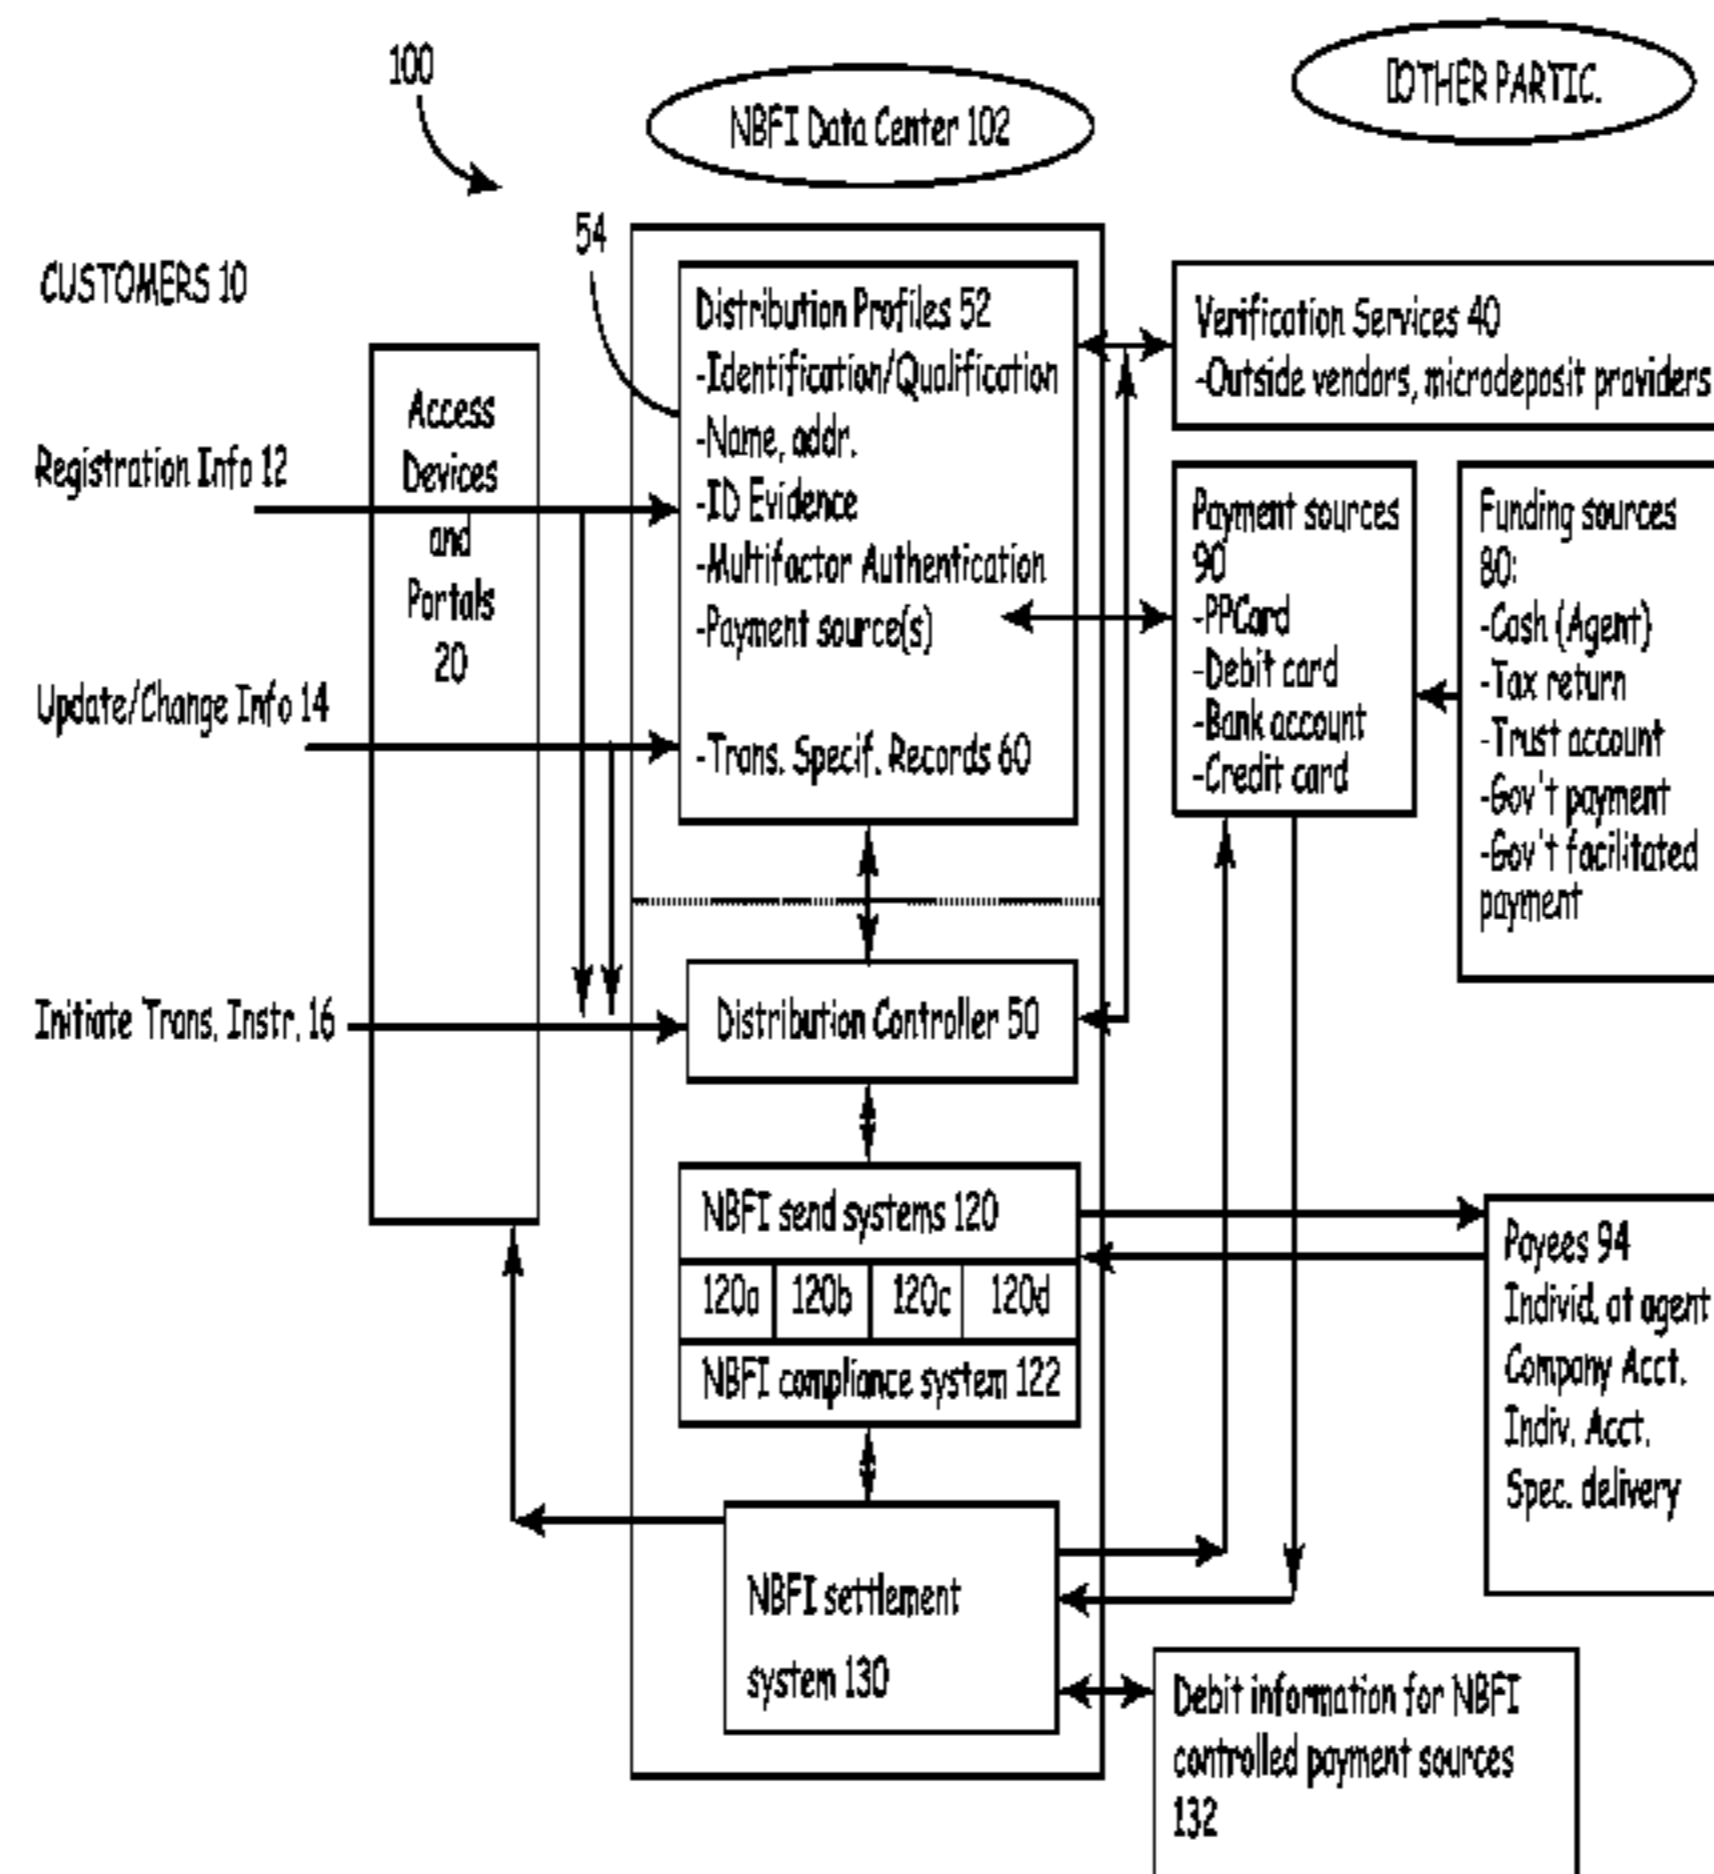 100
NBFI Data Center 102
OTHER PARTIC.
54
CUSTOMERS 10
Access
Devices
and
Portals
20
Registration Info 12
Update/Change Info 14
Initiate Trans. Instr. 16
Distribution Profiles 52
-Identification/Qualification
-Name, addr.
-ID Evidence
-Multifactor Authentication
-Payment source(s)
-Trans. Specif. Records 60
Verification Services 40
-Outside vendors, microdeposit providers
Payment sources
90
-PPCard
-Debit card
-Bank account
-Credit card
Funding sources
80:
-Cash (Agent)
-Tax return
-Trust account
-Gov't payment
-Gov't facilitated
payment
Distribution Controller 50
NBFI send systems 120
120a 120b 120c 120d
NBFI compliance system 122
Payees 94
Individ. at agent
Company Acct.
Indiv. Acct.
Spec. delivery
NBFI settlement
system 130
Debit information for NBFI
controlled payment sources
132